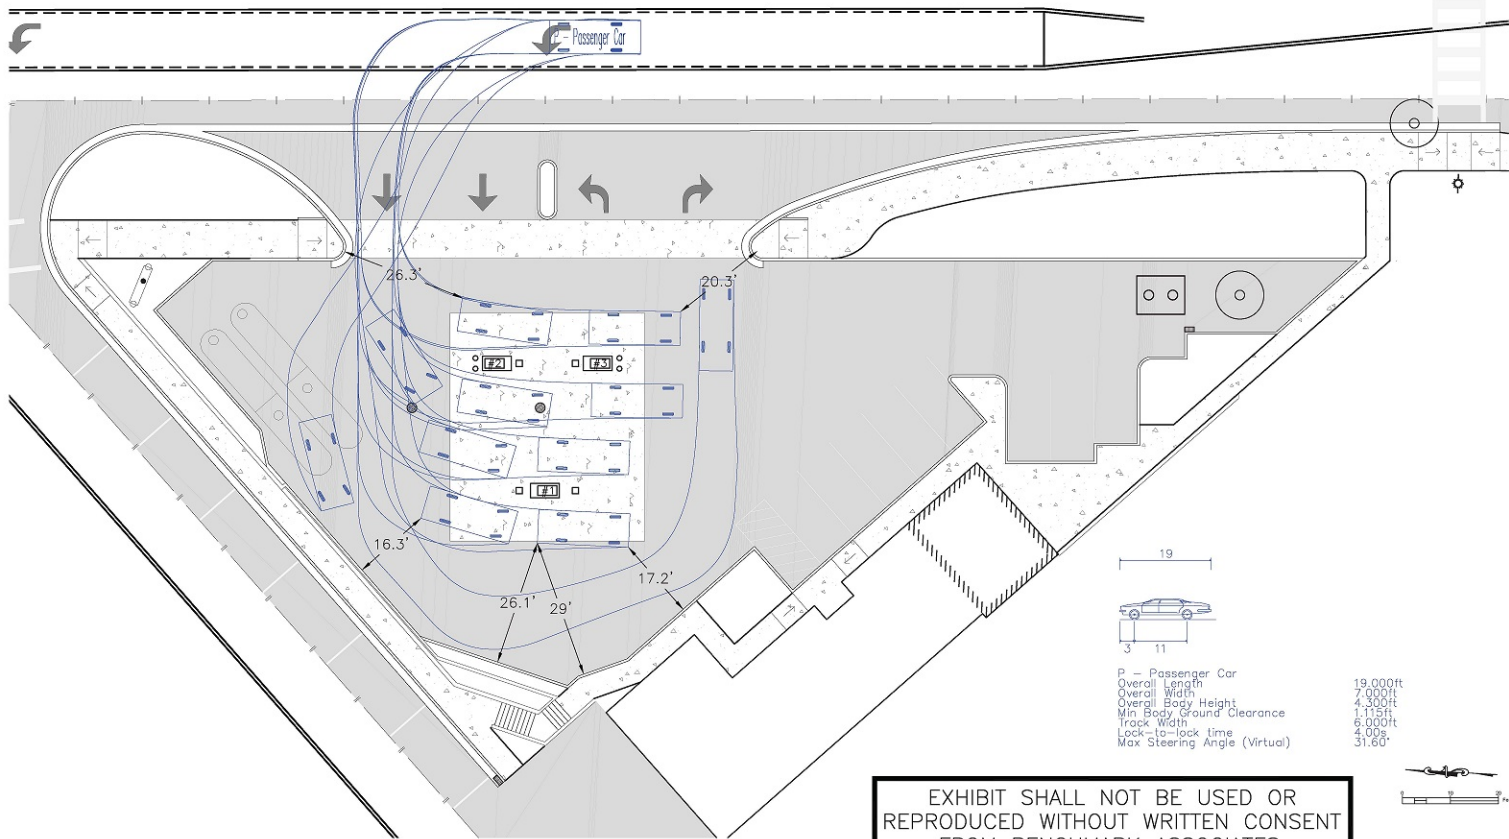 P - Passenger Car
26.3'
20.3'
#2
#3
#1
16.3'
17.2'
26.1'
29'
19
3
11
P - Passenger Car
Overall Length 19.000ft
Overall Width 7.000ft
Overall Body Height 4.300ft
Min Body Ground Clearance 1.115ft
Track Width 6.000ft
Lock-to-lock time 4.00s
Max Steering Angle (Virtual) 31.60°
EXHIBIT SHALL NOT BE USED OR
REPRODUCED WITHOUT WRITTEN CONSENT
FROM BENCHMARK ASSOCIATES